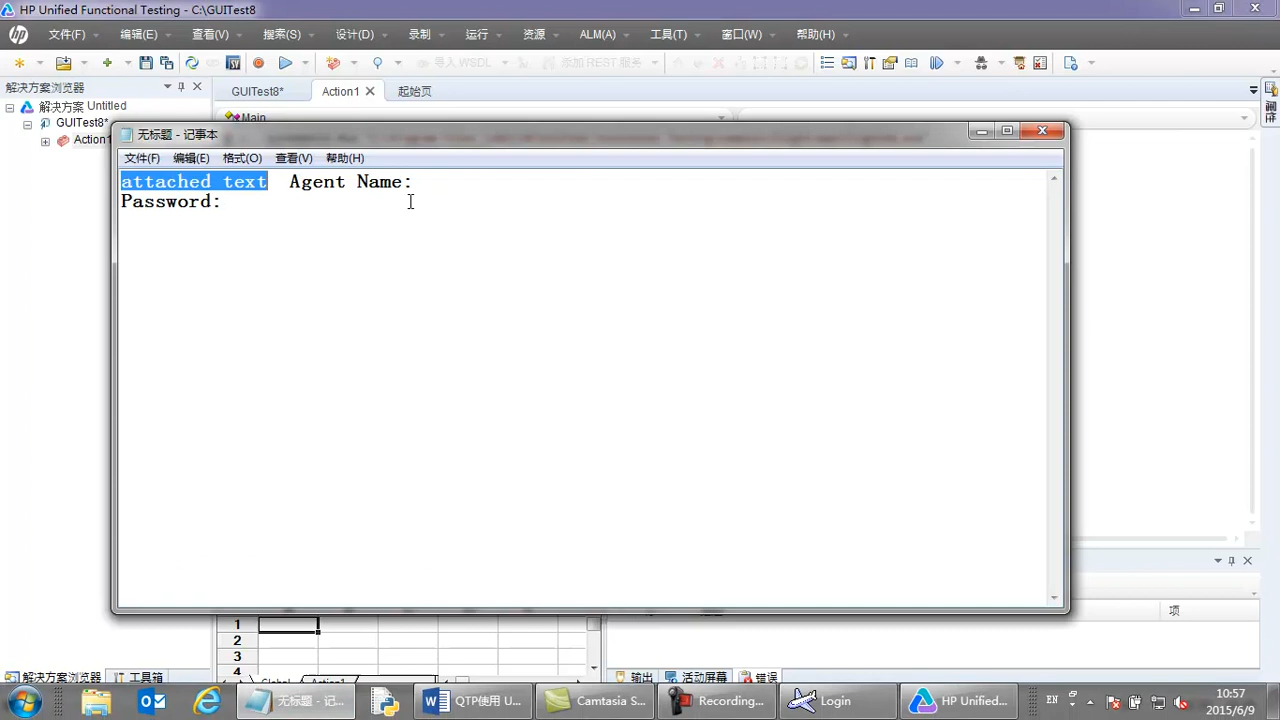 HP Unified Functional Testing - C:\GUITest8
文件(F) 编辑(E) 查看(V) 搜索(S) 设计(D) 录制 运行 资源 ALM(A) 工具(T) 窗口(W) 帮助(H)
导入 WSDL 添加 REST 服务
解决方案浏览器
GUITest8* Action1 起始页
解决方案 Untitled
GUITest8*
Action1
Main
无标题 - 记事本
文件(F) 编辑(E) 格式(O) 查看(V) 帮助(H)
attached text Agent Name:
Password:
项
1
2
3
4
Global Action1
解决方案浏览器 工具箱 输出 活动屏幕 错误
无标题 - 记... QTP使用 U... Camtasia S... Recording... Login HP Unified...
EN
10:57
2015/6/9